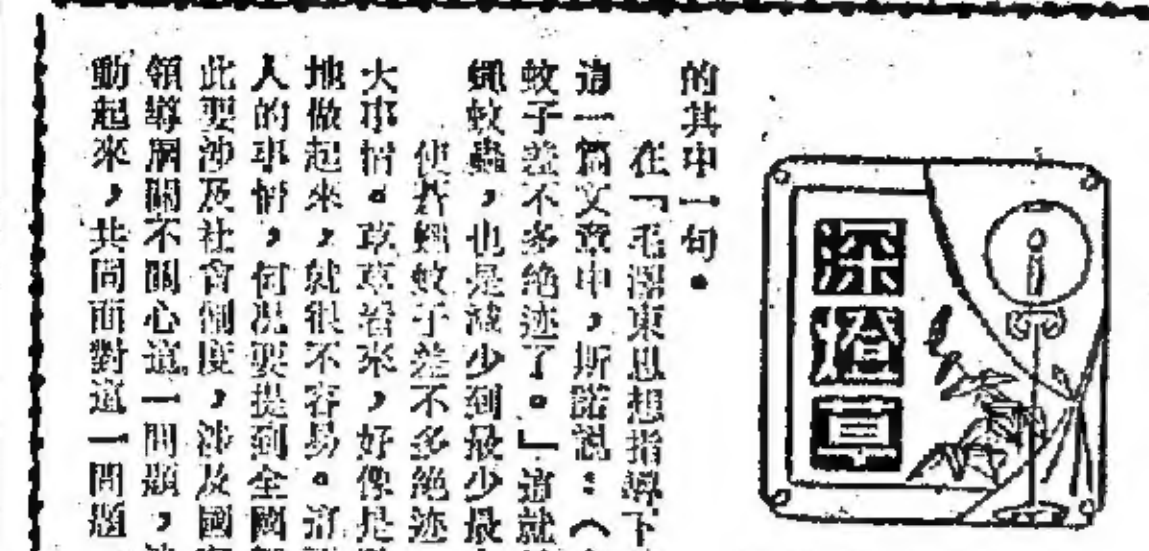 深燈草
的其中一句。
在「毛澤東思想指導下
這一篇文章中,斯諾說:(
蚊子差不多絕迹了。」這就
蠅蚊蟲,也是減少到最少最
使蒼蠅蚊子差不多絕迹
大事情。草草看來,好像是
地做起來,就很不容易。
人的事情,何况要提到全國
此要涉及社會制度,涉及國
領導層關不關心這一問題,
動起來,共同面對這一問題